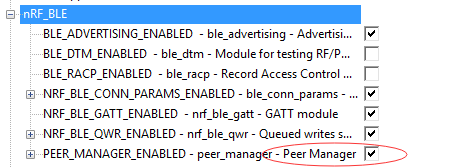 nRF_BLE
BLE_ADVERTISING_ENABLED - ble_advertising - Advertisi...
BLE_DTM_ENABLED - ble_dtm - Module for testing RF/P...
BLE_RACP_ENABLED - ble_racp - Record Access Control ...
NRF_BLE_CONN_PARAMS_ENABLED - ble_conn_params - ...
NRF_BLE_GATT_ENABLED - nrf_ble_gatt - GATT module
NRF_BLE_QWR_ENABLED - nrf_ble_qwr - Queued writes s...
PEER_MANAGER_ENABLED - peer_manager - Peer Manager